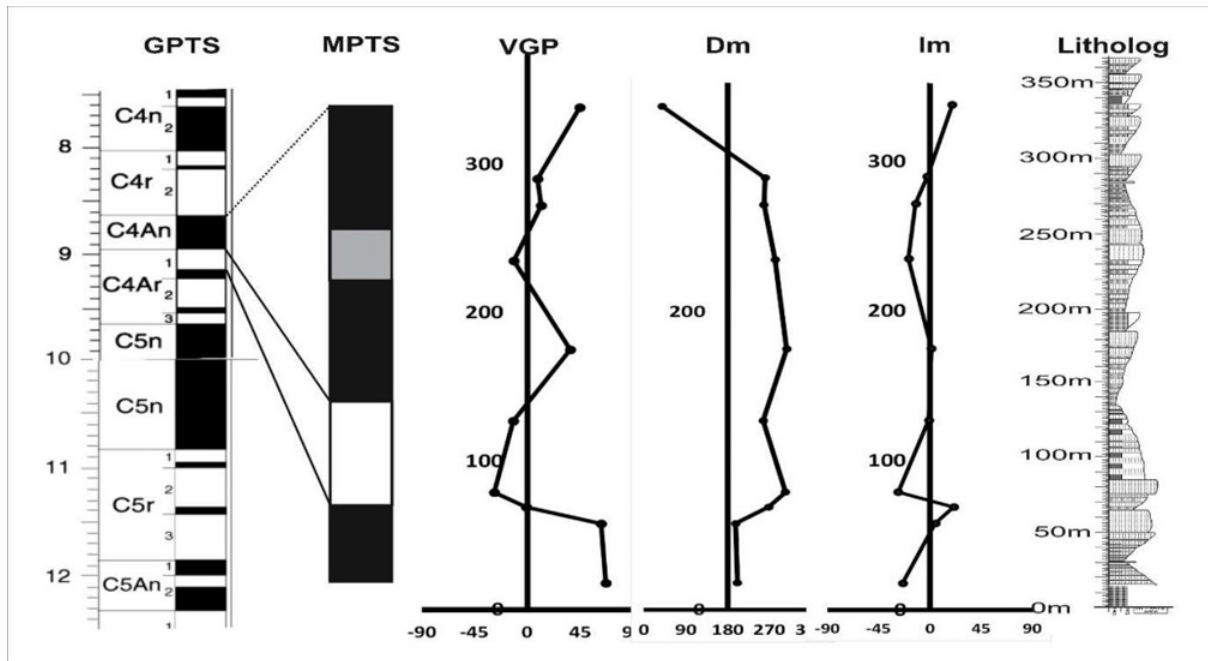 GPTS MPTS VGP Dm Im Litholog
350m
C4n 1 2
8
C4r 1 2
300 300 300m
C4An
250m
9
C4Ar 1 2 3
200 200 200 200m
C5n
10
C5n
150m
11
C5r 1 2 3
100 100 100m
50m
C5An 1 2
12
1
0 0 0 0m
-90 -45 0 45 9 0 90 180 270 3 -90 -45 0 45 90